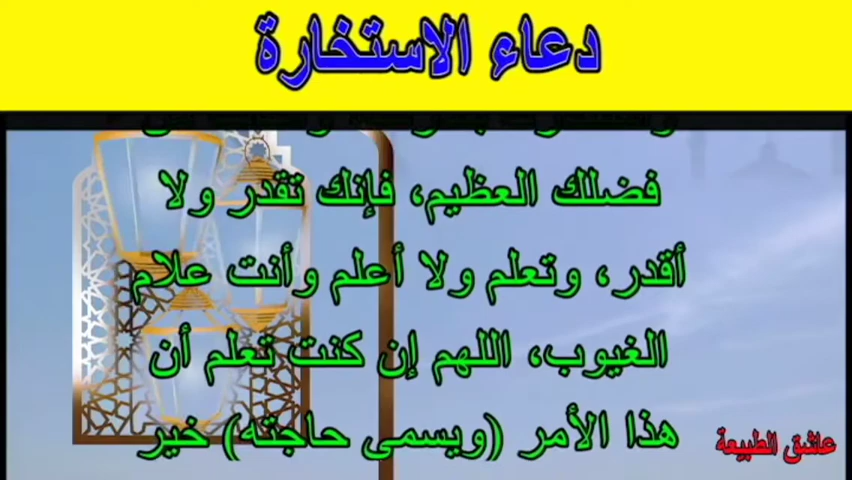 دعاء الاستخارة
فضلك العظيم، فإنك تقدر ولا
أقدر، وتعلم ولا أعلم وأنت علام
الغيوب، اللهم إن كنت تعلم أن
هذا الأمر (ويسمى حاجته) خير
عاشق الطبيعة